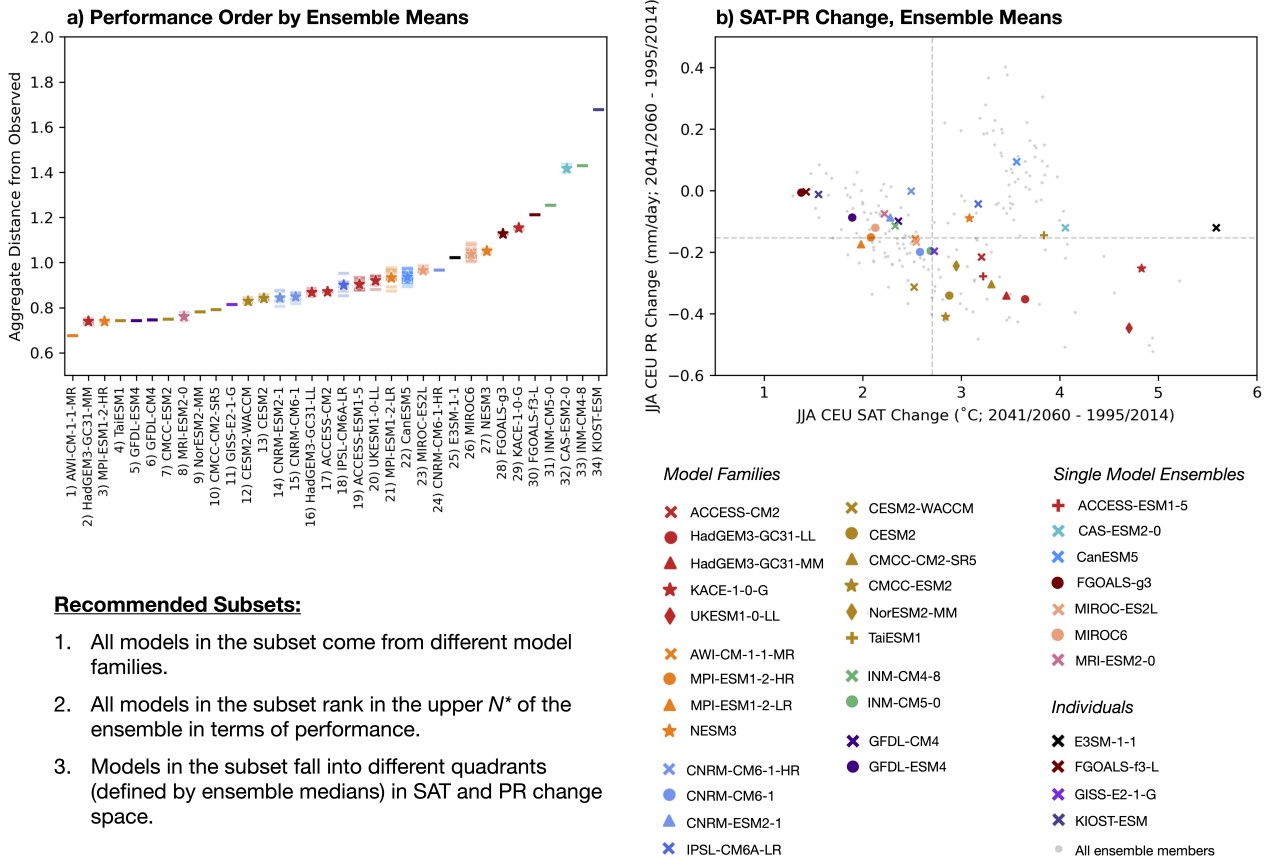 a) Performance Order by Ensemble Means
2.0
1.8
1.6
1.4
1.2
1.0
0.8
0.6
Aggregate Distance from Observed
1) AWI-CM-1-1-MR
2) HadGEM3-GC31-MM
3) MPI-ESM1-2-HR
4) TaiESM1
5) GFDL-ESM4
6) GFDL-CM4
7) CMCC-ESM2
8) MRI-ESM2-0
9) NorESM2-MM
10) CMCC-CM2-SR5
11) GISS-E2-1-G
12) CESM2-WACCM
13) CESM2
14) CNRM-ESM2-1
15) CNRM-CM6-1
16) HadGEM3-GC31-LL
17) ACCESS-CM2
18) IPSL-CM6A-LR
19) ACCESS-ESM1-5
20) UKESM1-0-LL
21) MPI-ESM1-2-LR
22) CanESM5
23) MIROC-ES2L
24) CNRM-CM6-1-HR
25) E3SM-1-1
26) MIROC6
27) NESM3
28) FGOALS-g3
29) KACE-1-0-G
30) FGOALS-f3-L
31) INM-CM5-0
32) CAS-ESM2-0
33) INM-CM4-8
34) KIOST-ESM
b) SAT-PR Change, Ensemble Means
JJA CEU PR Change (mm/day; 2041/2060 - 1995/2014)
0.4
0.2
0.0
−0.2
−0.4
−0.6
1 2 3 4 5 6
JJA CEU SAT Change (˚C; 2041/2060 - 1995/2014)
Recommended Subsets:
1. All models in the subset come from different model
families.
2. All models in the subset rank in the upper N* of the
ensemble in terms of performance.
3. Models in the subset fall into different quadrants
(defined by ensemble medians) in SAT and PR change
space.
Model Families
ACCESS-CM2
HadGEM3-GC31-LL
HadGEM3-GC31-MM
KACE-1-0-G
UKESM1-0-LL
AWI-CM-1-1-MR
MPI-ESM1-2-HR
MPI-ESM1-2-LR
NESM3
CNRM-CM6-1-HR
CNRM-CM6-1
CNRM-ESM2-1
IPSL-CM6A-LR
CESM2-WACCM
CESM2
CMCC-CM2-SR5
CMCC-ESM2
NorESM2-MM
TaiESM1
INM-CM4-8
INM-CM5-0
GFDL-CM4
GFDL-ESM4
Single Model Ensembles
ACCESS-ESM1-5
CAS-ESM2-0
CanESM5
FGOALS-g3
MIROC-ES2L
MIROC6
MRI-ESM2-0
Individuals
E3SM-1-1
FGOALS-f3-L
GISS-E2-1-G
KIOST-ESM
All ensemble members